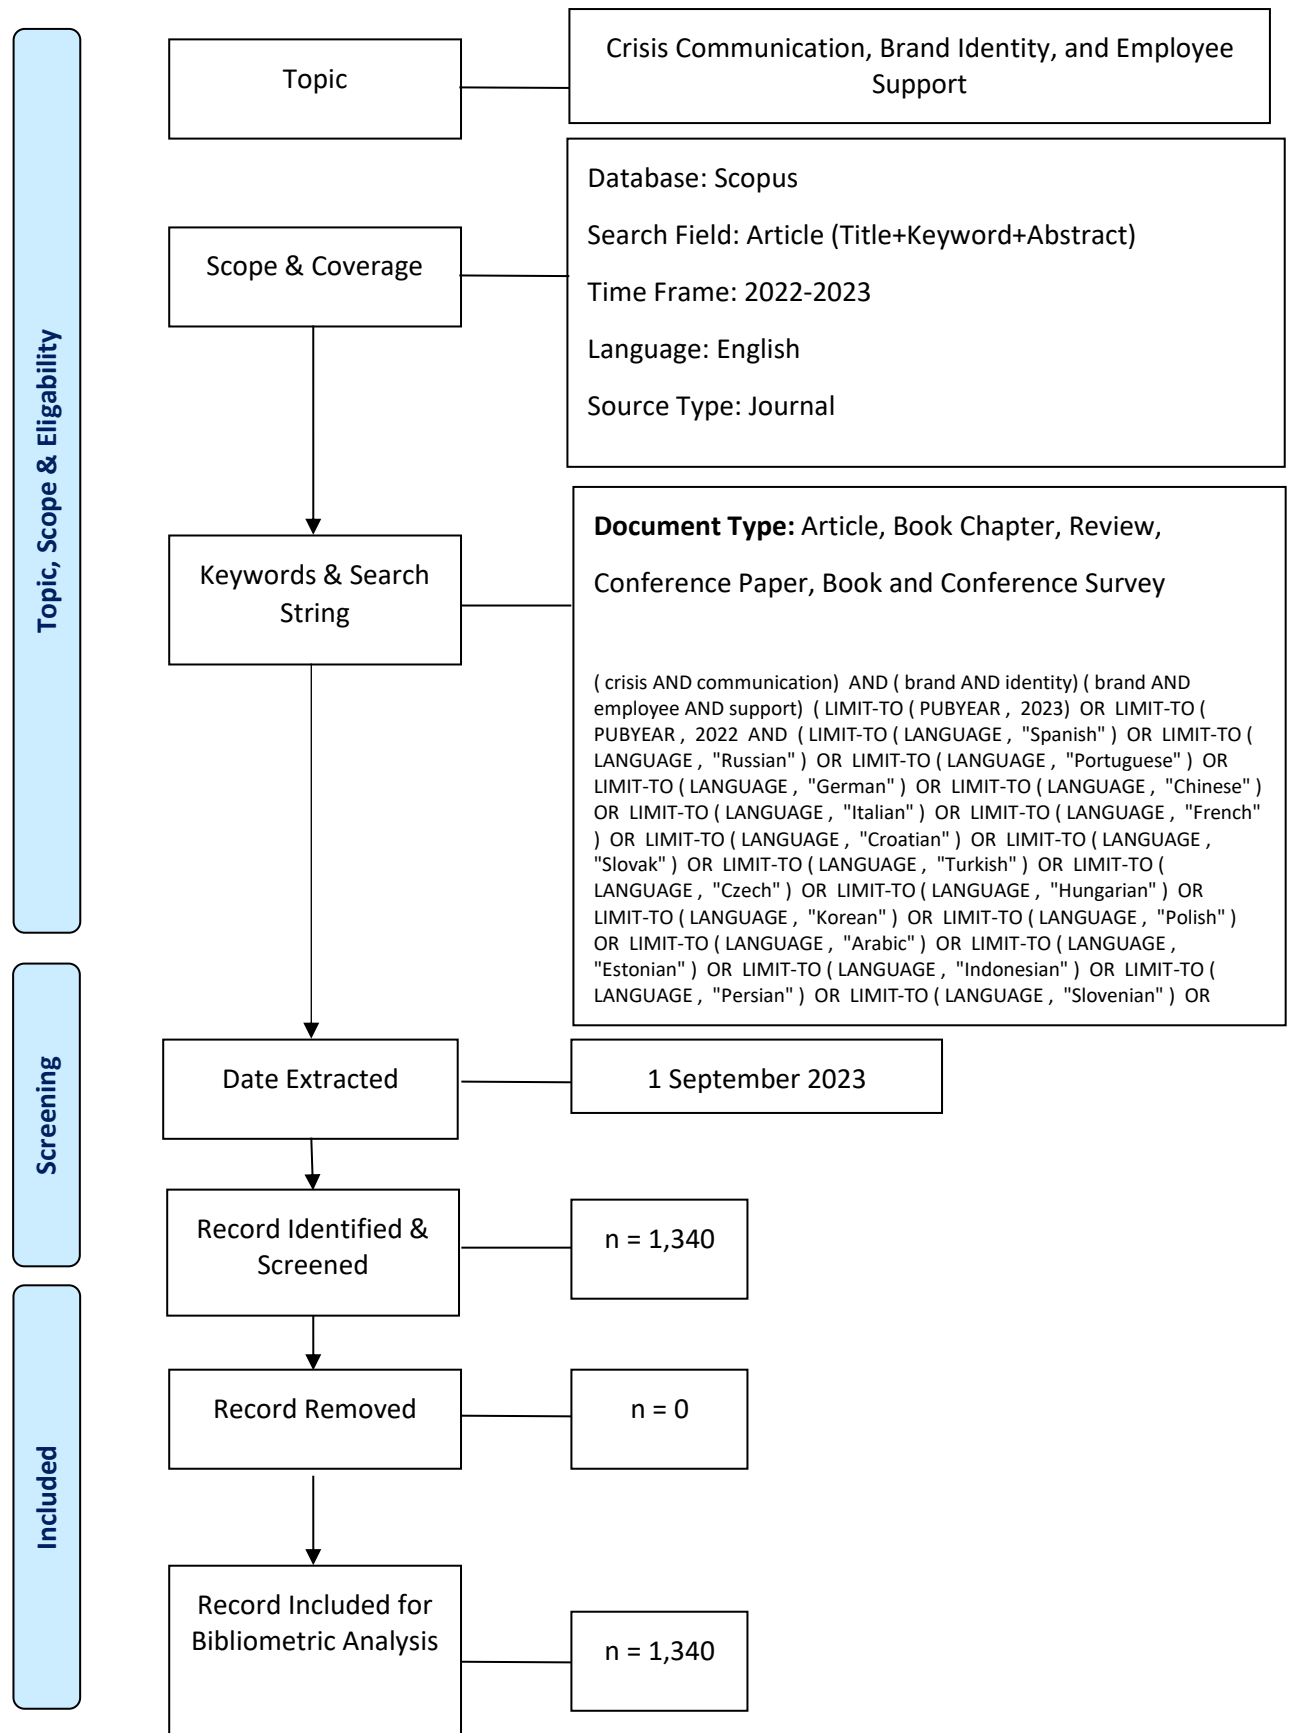 Topic, Scope & Eligability
Topic
Crisis Communication, Brand Identity, and Employee
Support
Scope & Coverage
Database: Scopus
Search Field: Article (Title+Keyword+Abstract)
Time Frame: 2022-2023
Language: English
Source Type: Journal
Keywords & Search
String
Document Type: Article, Book Chapter, Review,
Conference Paper, Book and Conference Survey
( crisis AND communication) AND ( brand AND identity) ( brand AND
employee AND support) ( LIMIT-TO ( PUBYEAR , 2023) OR LIMIT-TO (
PUBYEAR , 2022 AND ( LIMIT-TO ( LANGUAGE , "Spanish" ) OR LIMIT-TO (
LANGUAGE , "Russian" ) OR LIMIT-TO ( LANGUAGE , "Portuguese" ) OR
LIMIT-TO ( LANGUAGE , "German" ) OR LIMIT-TO ( LANGUAGE , "Chinese" )
OR LIMIT-TO ( LANGUAGE , "Italian" ) OR LIMIT-TO ( LANGUAGE , "French"
) OR LIMIT-TO ( LANGUAGE , "Croatian" ) OR LIMIT-TO ( LANGUAGE ,
"Slovak" ) OR LIMIT-TO ( LANGUAGE , "Turkish" ) OR LIMIT-TO (
LANGUAGE , "Czech" ) OR LIMIT-TO ( LANGUAGE , "Hungarian" ) OR
LIMIT-TO ( LANGUAGE , "Korean" ) OR LIMIT-TO ( LANGUAGE , "Polish" )
OR LIMIT-TO ( LANGUAGE , "Arabic" ) OR LIMIT-TO ( LANGUAGE ,
"Estonian" ) OR LIMIT-TO ( LANGUAGE , "Indonesian" ) OR LIMIT-TO (
LANGUAGE , "Persian" ) OR LIMIT-TO ( LANGUAGE , "Slovenian" ) OR
Screening
Date Extracted
1 September 2023
Record Identified &
Screened
n = 1,340
Included
Record Removed
n = 0
Record Included for
Bibliometric Analysis
n = 1,340